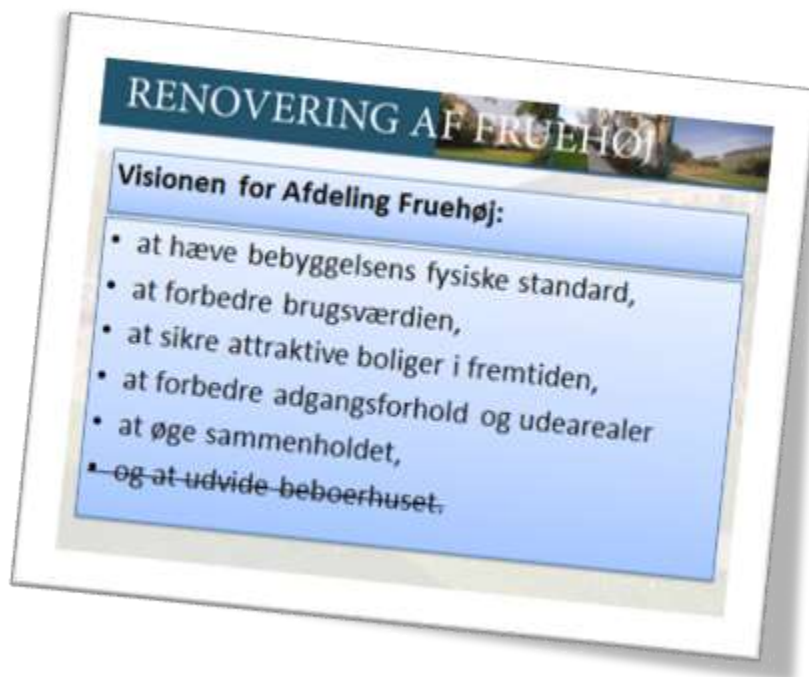 RENOVERING AF FRUEHØJ
Visionen for Afdeling Fruehøj:
• at hæve bebyggelsens fysiske standard,
• at forbedre brugsværdien,
• at sikre attraktive boliger i fremtiden,
• at forbedre adgangsforhold og udearealer
• at øge sammenholdet,
• og at udvide beboerhuset.